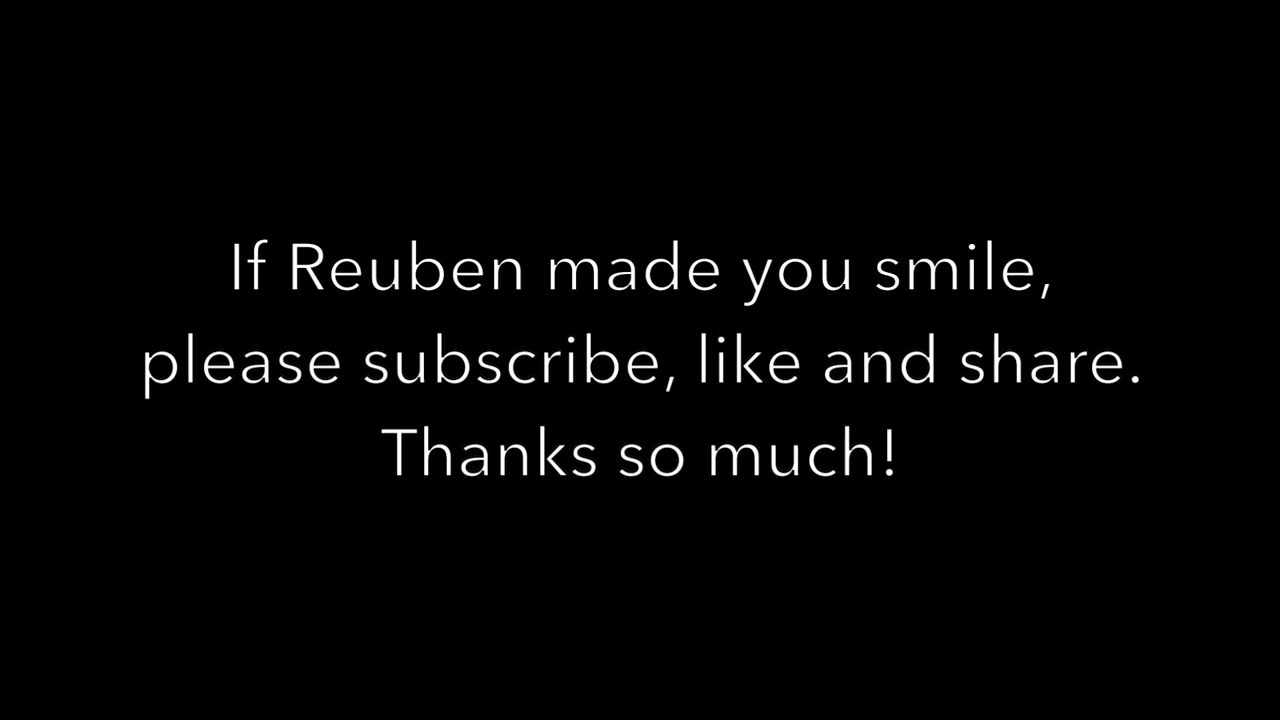 If Reuben made you smile,
please subscribe, like and share.
Thanks so much!